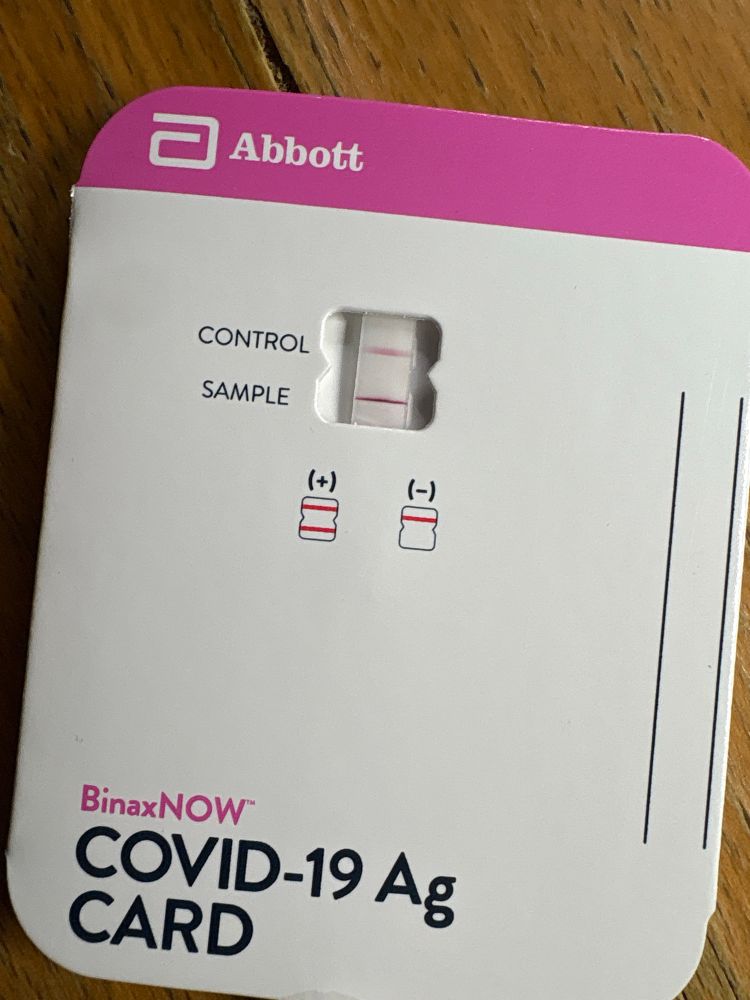 Abbott
CONTROL
SAMPLE
(+) (-)
BinaxNOW™
COVID-19 Ag
CARD